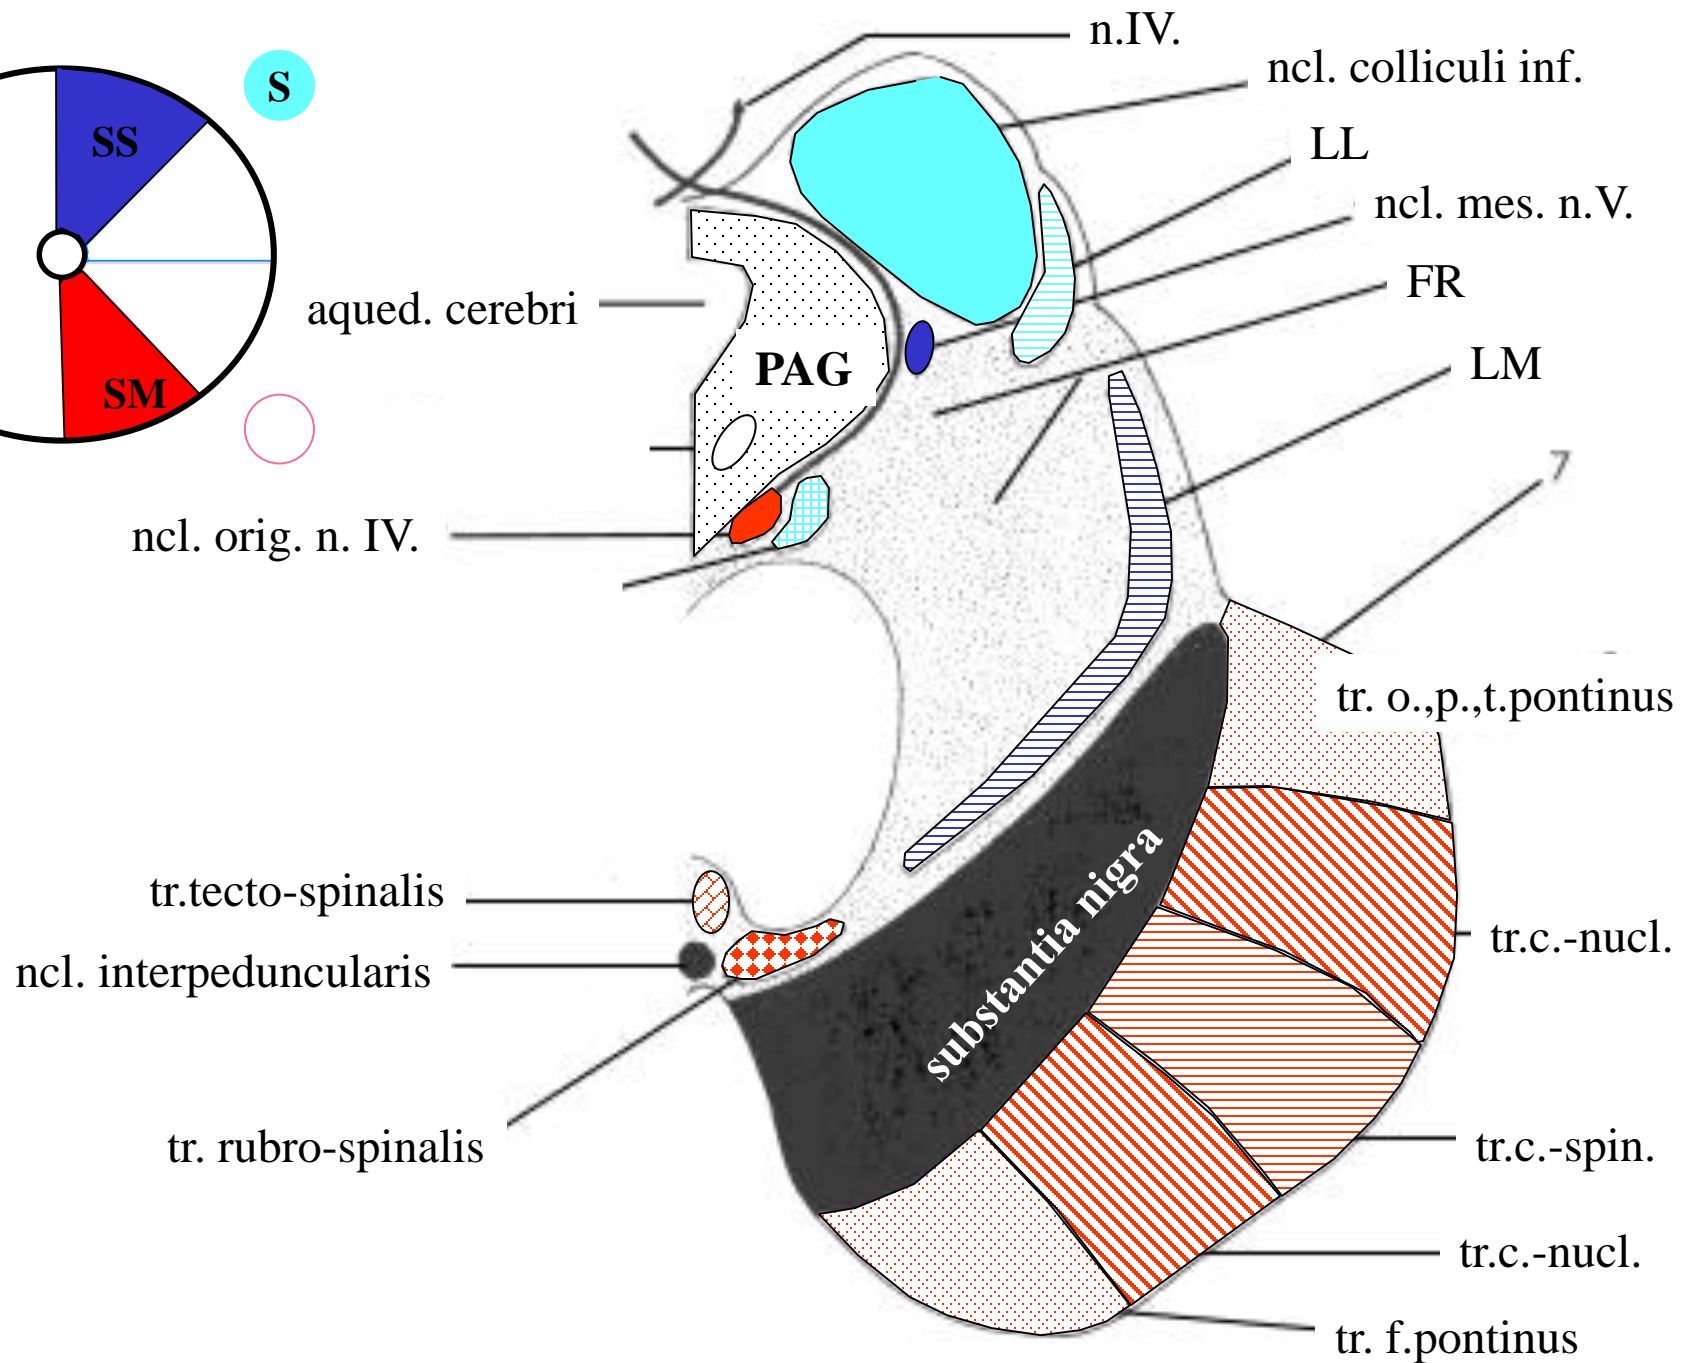 n.IV.
ncl. colliculi inf.
S
SS
LL
ncl. mes. n.V.
FR
aqued. cerebri
PAG
LM
SM
7
ncl. orig. n. IV.
tr. o.,p.,t.pontinus
tr.tecto-spinalis
substantia nigra
tr.c.-nucl.
ncl. interpeduncularis
tr. rubro-spinalis
tr.c.-spin.
tr.c.-nucl.
tr. f.pontinus